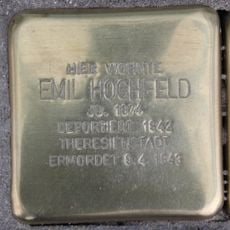 HIER WOHNTE
EMIL HOCHFELD
JG. 1874
DEPORTIERT 1942
THERESIENSTADT
ERMORDET 9.4.1943